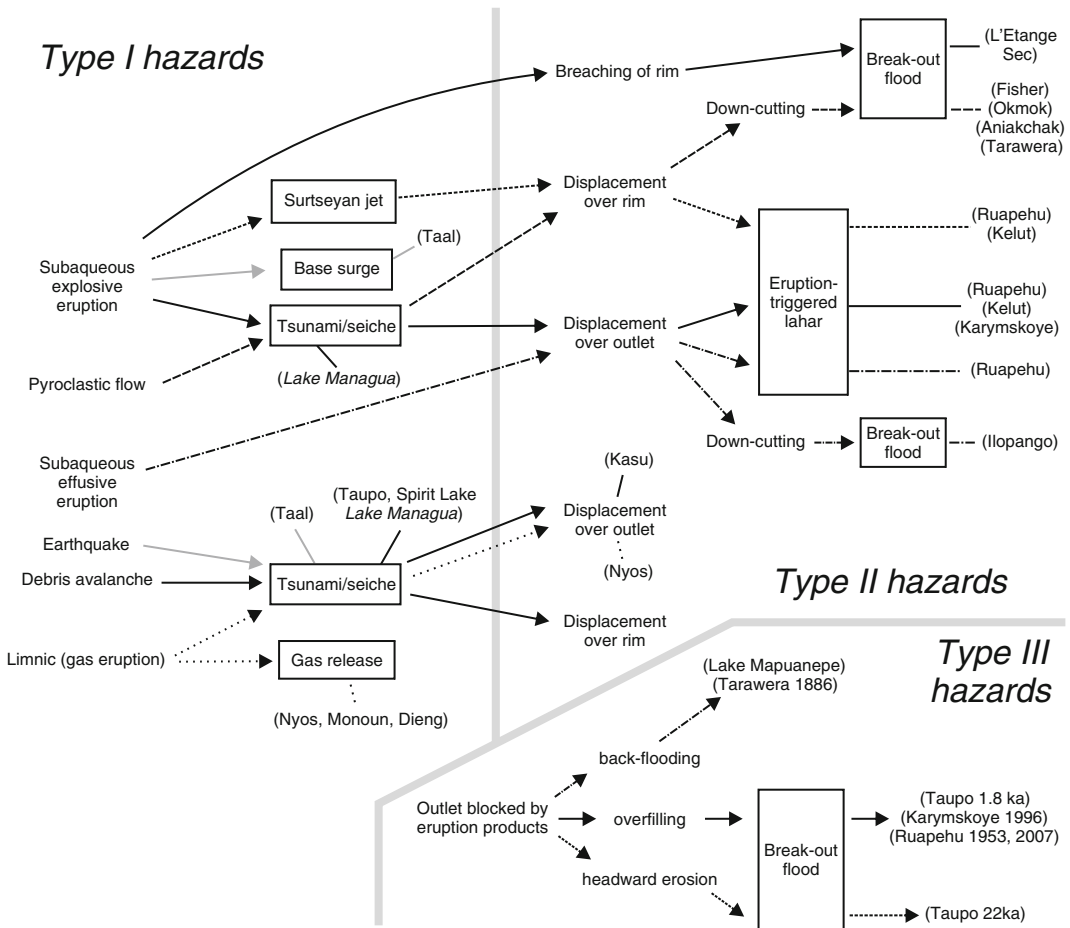 Type I hazards
Breaching of rim
Break-out
flood
(L'Etange
Sec)
Down-cutting
(Fisher)
(Okmok)
(Aniakchak)
(Tarawera)
Surtseyan jet
Displacement
over rim
(Taal)
Base surge
Subaqueous
explosive
eruption
Tsunami/seiche
(Lake Managua)
Pyroclastic flow
Displacement
over outlet
Eruption-
triggered
lahar
(Ruapehu)
(Kelut)
(Ruapehu)
(Kelut)
(Karymskoye)
(Ruapehu)
Subaqueous
effusive
eruption
Down-cutting
Break-out
flood
(Ilopango)
(Kasu)
Displacement
over outlet
(Nyos)
Earthquake
Debris avalanche
(Taal)
(Taupo, Spirit Lake
Lake Managua)
Tsunami/seiche
Displacement
over rim
Limnic (gas eruption)
Gas release
(Nyos, Monoun, Dieng)
Type II hazards
Type III
hazards
(Lake Mapuanepe)
(Tarawera 1886)
back-flooding
Outlet blocked by
eruption products
overfilling
headward erosion
Break-out
flood
(Taupo 1.8 ka)
(Karymskoye 1996)
(Ruapehu 1953, 2007)
(Taupo 22ka)